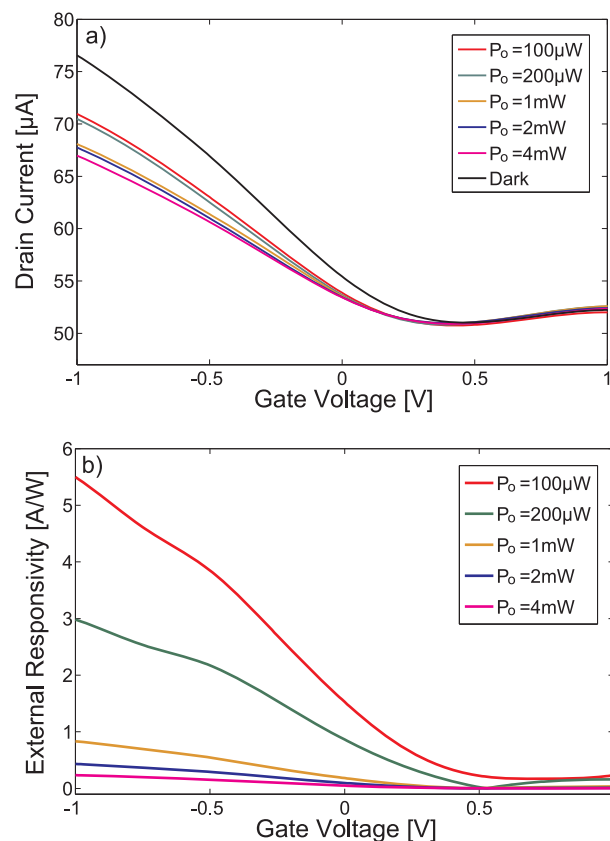 a)
80
75
70
65
60
55
50
Drain Current [µA]
Pₒ =100µW
Pₒ =200µW
Pₒ =1mW
Pₒ =2mW
Pₒ =4mW
Dark
-1 -0.5 0 0.5 1
Gate Voltage [V]
b)
6
5
4
3
2
1
0
External Responsivity [A/W]
Pₒ =100µW
Pₒ =200µW
Pₒ =1mW
Pₒ =2mW
Pₒ =4mW
-1 -0.5 0 0.5 1
Gate Voltage [V]